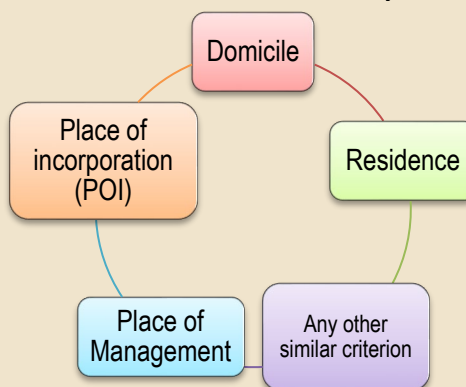 Domicile
Residence
Any other
similar criterion
Place of
Management
Place of
incorporation
(POI)